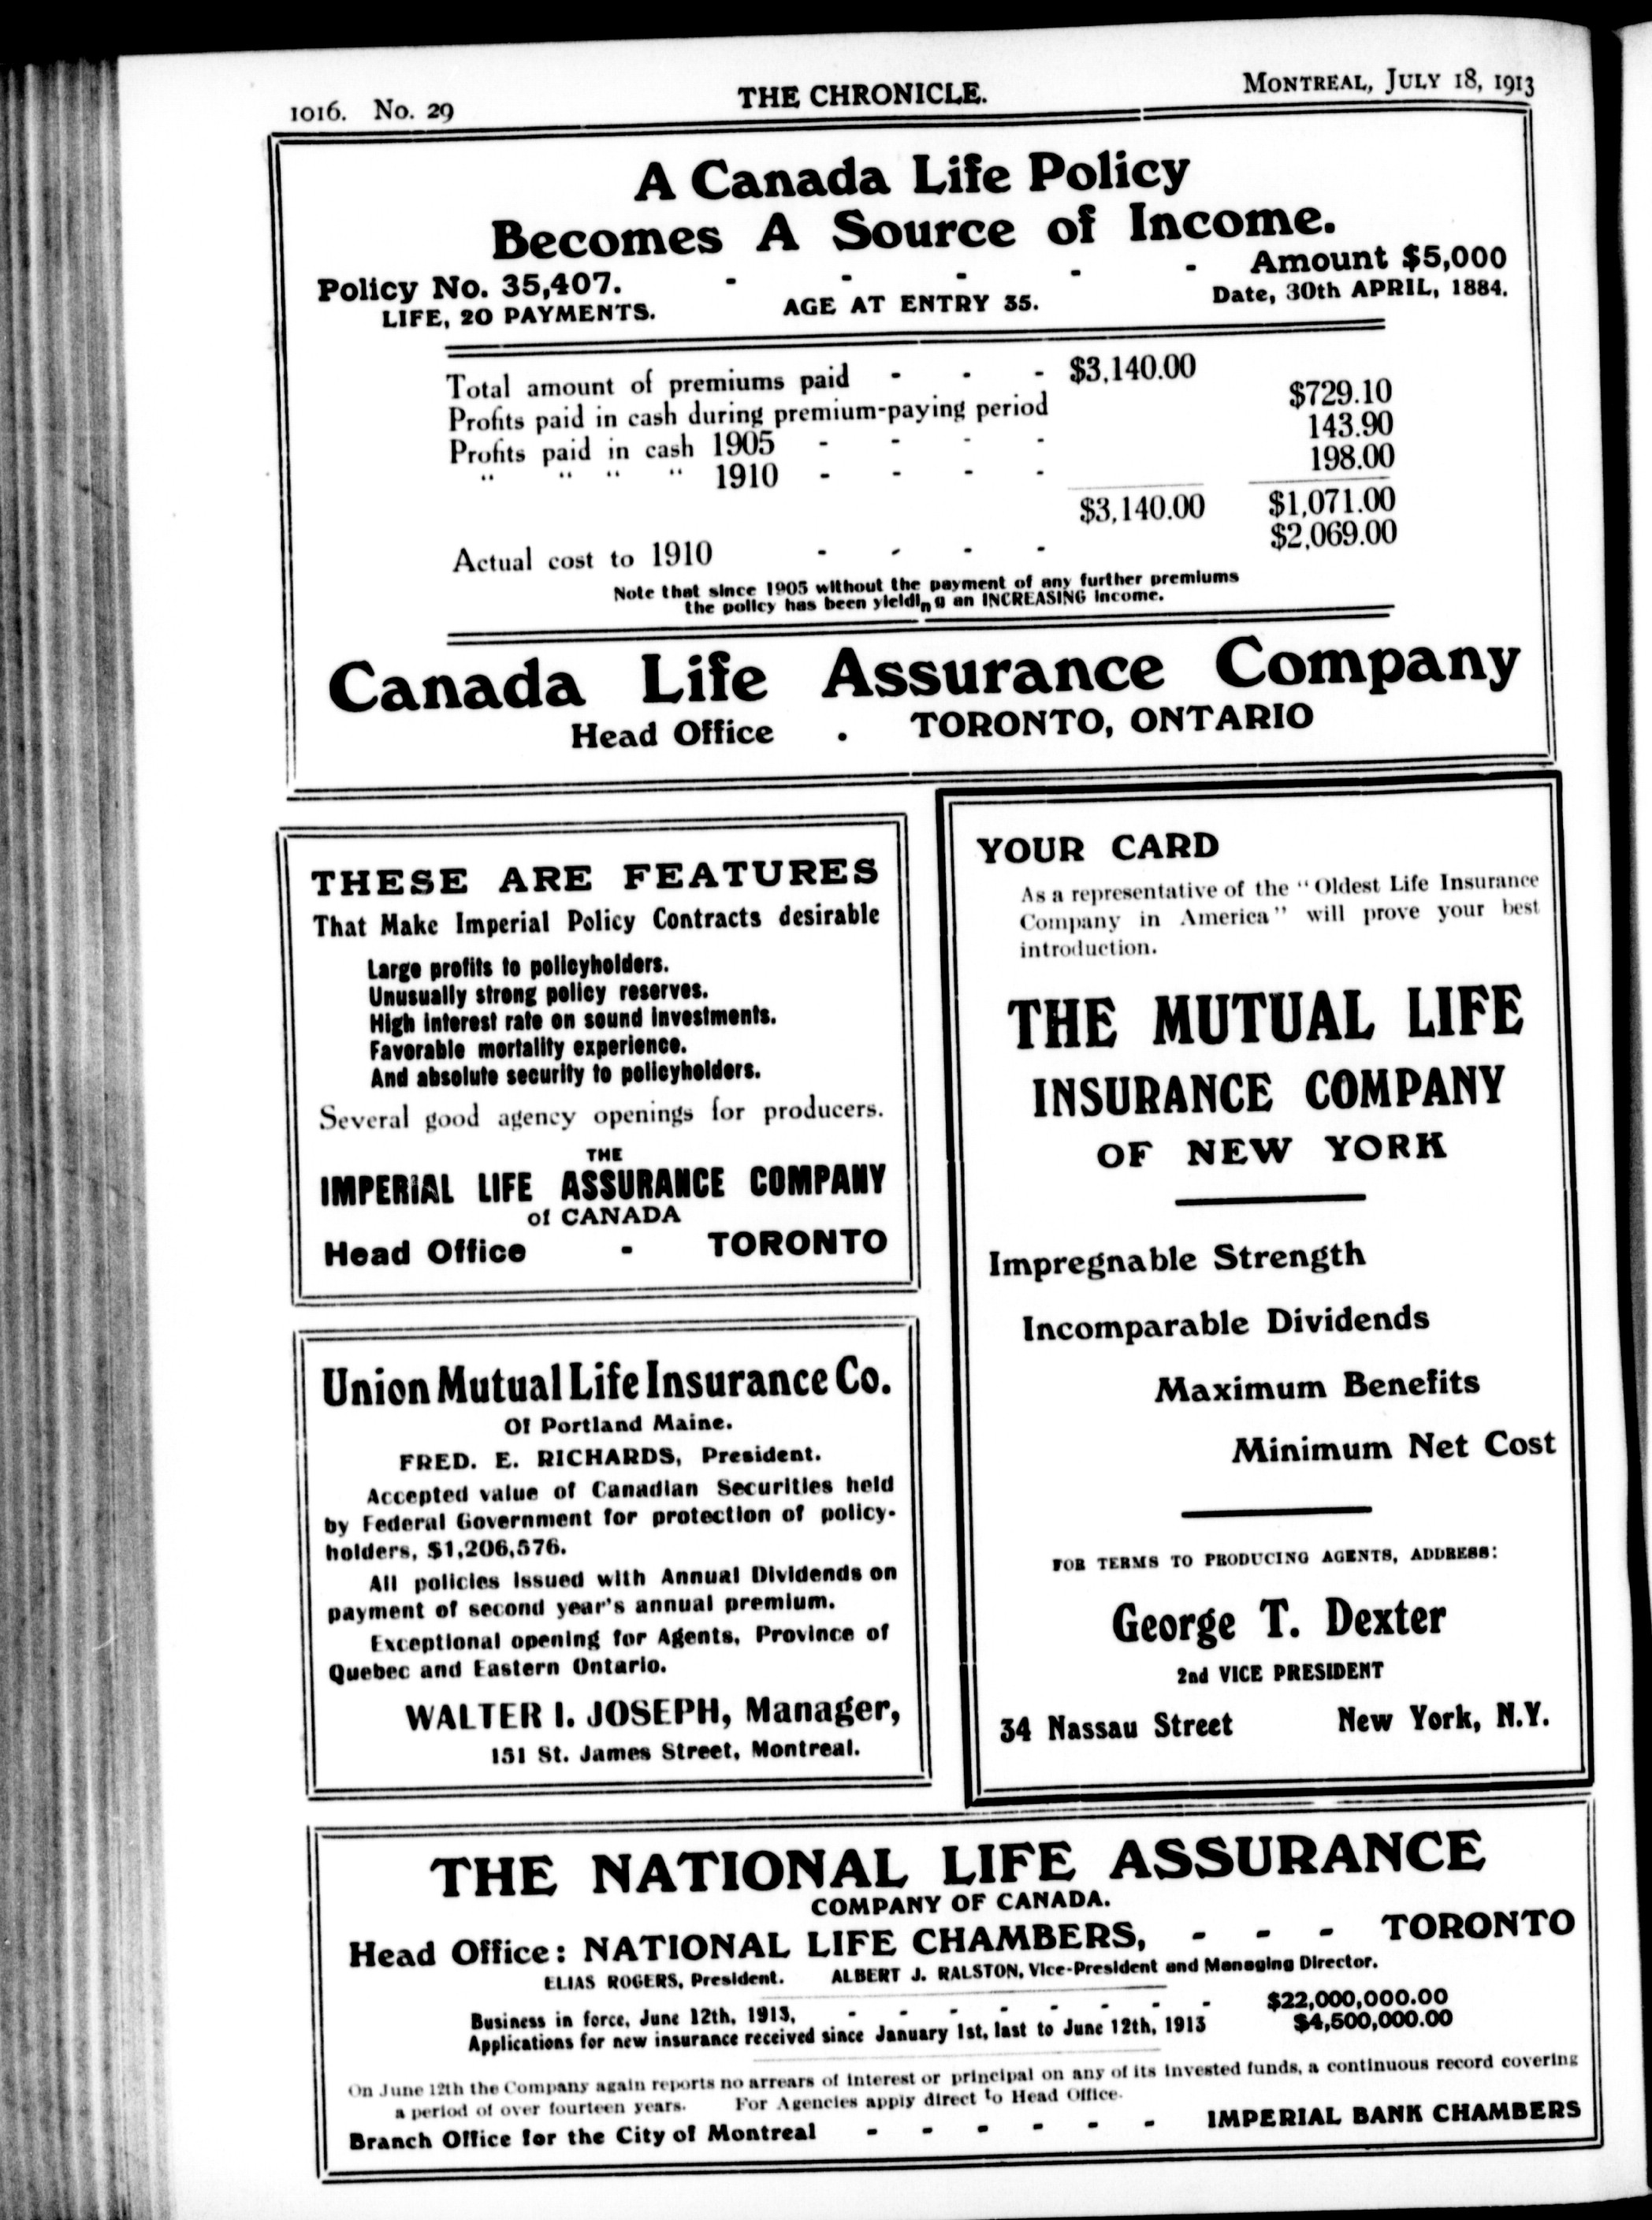 1016. No. 29
THE CHRONICLE.
MONTREAL, JULY 18, 1913
A Canada Life Policy
Becomes A Source of Income.
Policy No. 35,407. - - - - - Amount $5,000
LIFE, 20 PAYMENTS. AGE AT ENTRY 35. Date, 30th APRIL, 1884.
Total amount of premiums paid - - - $3,140.00
Profits paid in cash during premium-paying period $729.10
Profits paid in cash 1905 - - - - 143.90
" " " " 1910 - - - - 198.00
$3,140.00 $1,071.00
Actual cost to 1910 - - - - $2,069.00
Note that since 1905 without the payment of any further premiums
the policy has been yielding an INCREASING Income.
Canada Life Assurance Company
Head Office . TORONTO, ONTARIO
THESE ARE FEATURES
That Make Imperial Policy Contracts desirable
Large profits to policyholders.
Unusually strong policy reserves.
High interest rate on sound investments.
Favorable mortality experience.
And absolute security to policyholders.
Several good agency openings for producers.
THE
IMPERIAL LIFE ASSURANCE COMPANY
of CANADA
Head Office - TORONTO
Union Mutual Life Insurance Co.
Of Portland Maine.
FRED. E. RICHARDS, President.
Accepted value of Canadian Securities held
by Federal Government for protection of policy-
holders, $1,206,576.
All policies issued with Annual Dividends on
payment of second year's annual premium.
Exceptional opening for Agents, Province of
Quebec and Eastern Ontario.
WALTER I. JOSEPH, Manager,
151 St. James Street, Montreal.
YOUR CARD
As a representative of the "Oldest Life Insurance
Company in America" will prove your best
introduction.
THE MUTUAL LIFE
INSURANCE COMPANY
OF NEW YORK
Impregnable Strength
Incomparable Dividends
Maximum Benefits
Minimum Net Cost
FOR TERMS TO PRODUCING AGENTS, ADDRESS:
George T. Dexter
2nd VICE PRESIDENT
34 Nassau Street New York, N.Y.
THE NATIONAL LIFE ASSURANCE
COMPANY OF CANADA.
Head Office: NATIONAL LIFE CHAMBERS, - - - TORONTO
ELIAS ROGERS, President. ALBERT J. RALSTON, Vice-President and Managing Director.
Business in force, June 12th, 1913, - - - - - - - - $22,000,000.00
Applications for new insurance received since January 1st, last to June 12th, 1913 $4,500,000.00
On June 12th the Company again reports no arrears of interest or principal on any of its invested funds, a continuous record covering
a period of over fourteen years. For Agencies apply direct to Head Office.
Branch Office for the City of Montreal - - - - - - IMPERIAL BANK CHAMBERS